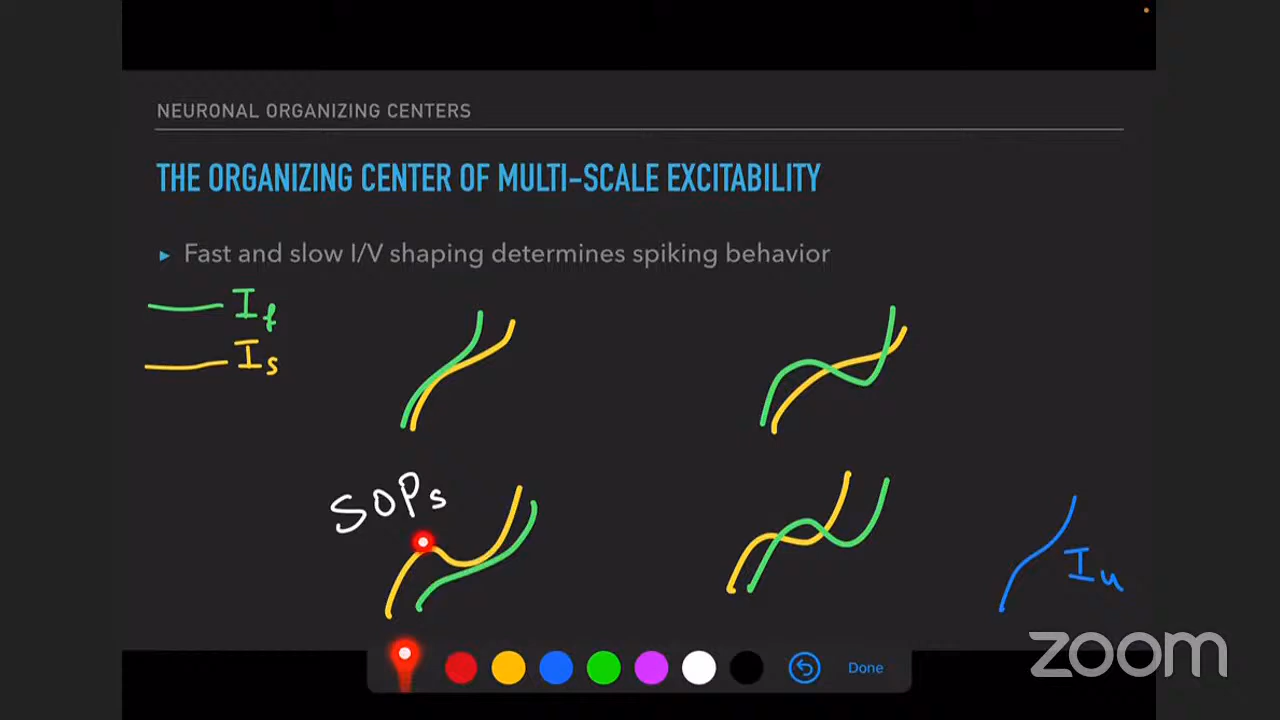 NEURONAL ORGANIZING CENTERS
THE ORGANIZING CENTER OF MULTI-SCALE EXCITABILITY
▸ Fast and slow I/V shaping determines spiking behavior
If
Is
SOPs
Iu
Done
zoom